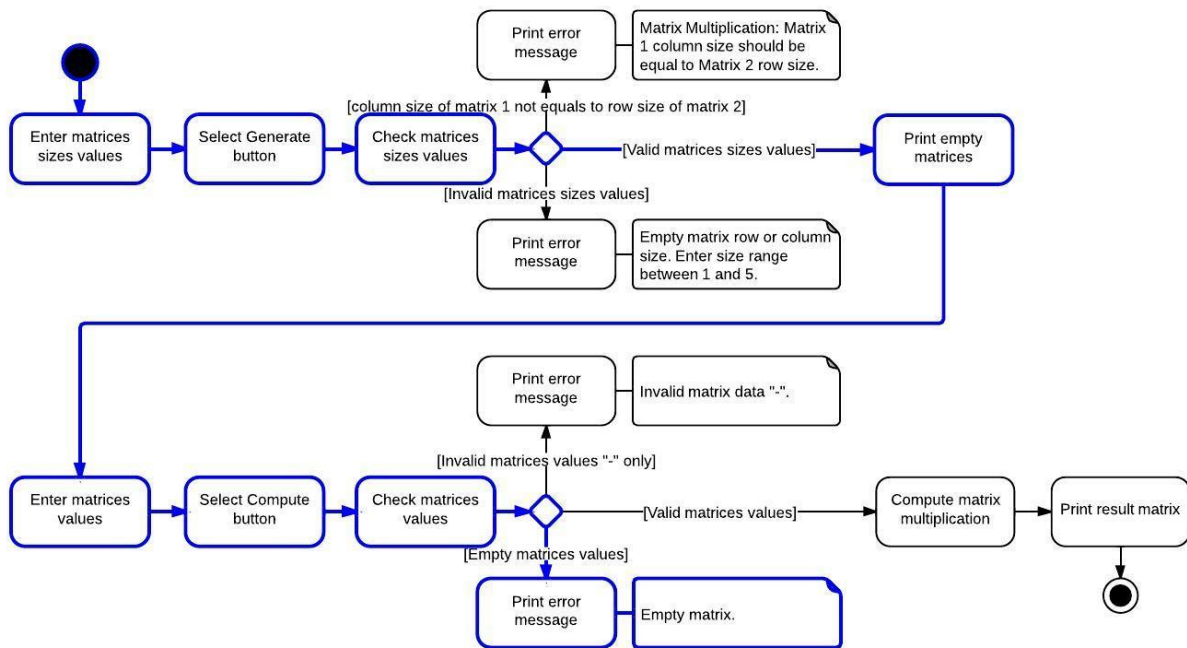 Print error
message
Matrix Multiplication: Matrix
1 column size should be
equal to Matrix 2 row size.
[column size of matrix 1 not equals to row size of matrix 2]
Enter matrices
sizes values
Select Generate
button
Check matrices
sizes values
[Valid matrices sizes values]
Print empty
matrices
[Invalid matrices sizes values]
Print error
message
Empty matrix row or column
size. Enter size range
between 1 and 5.
Print error
message
Invalid matrix data "-".
[Invalid matrices values "-" only]
Enter matrices
values
Select Compute
button
Check matrices
values
[Valid matrices values]
Compute matrix
multiplication
Print result matrix
[Empty matrices values]
Print error
message
Empty matrix.